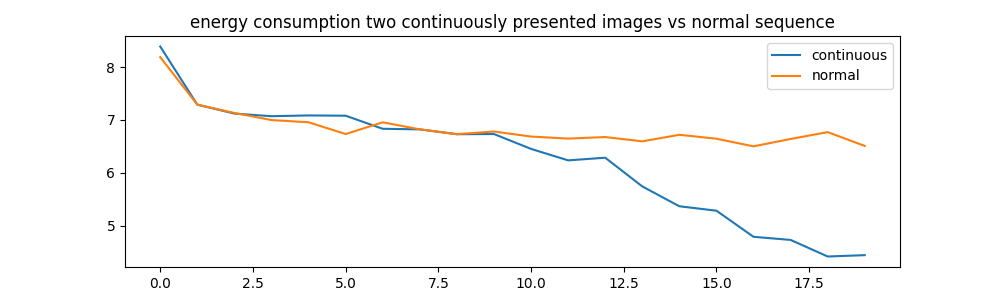 energy consumption two continuously presented images vs normal sequence
continuous
normal
8
7
6
5
0.0 2.5 5.0 7.5 10.0 12.5 15.0 17.5